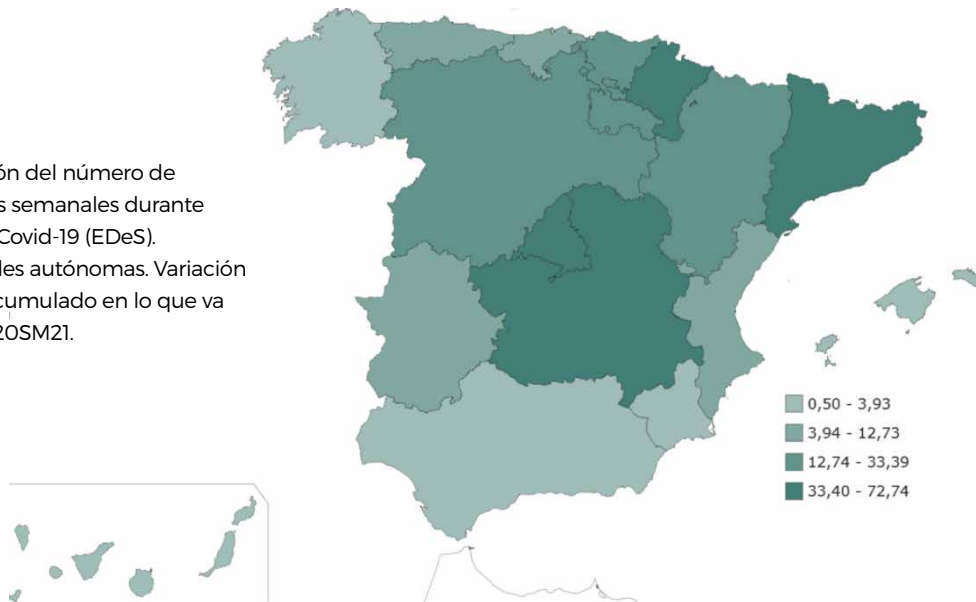 ón del número de
s semanales durante
Covid-19 (EDeS).
des autónomas. Variación
cumulado en lo que va
20SM21.
0,50 - 3,93
3,94 - 12,73
12,74 - 33,39
33,40 - 72,74